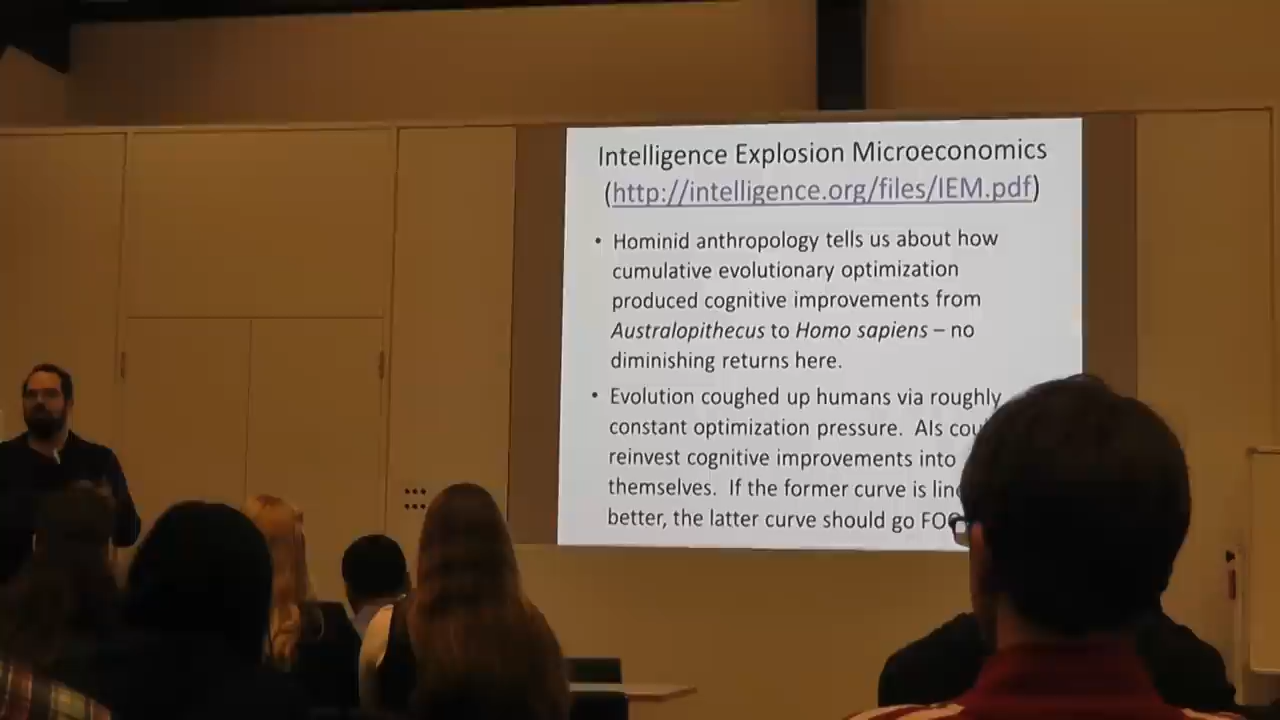 Intelligence Explosion Microeconomics
(http://intelligence.org/files/IEM.pdf)
• Hominid anthropology tells us about how
cumulative evolutionary optimization
produced cognitive improvements from
Australopithecus to Homo sapiens – no
diminishing returns here.
• Evolution coughed up humans via roughly
constant optimization pressure. AIs
reinvest cognitive improvements into
themselves. If the former curve is
better, the latter curve should go